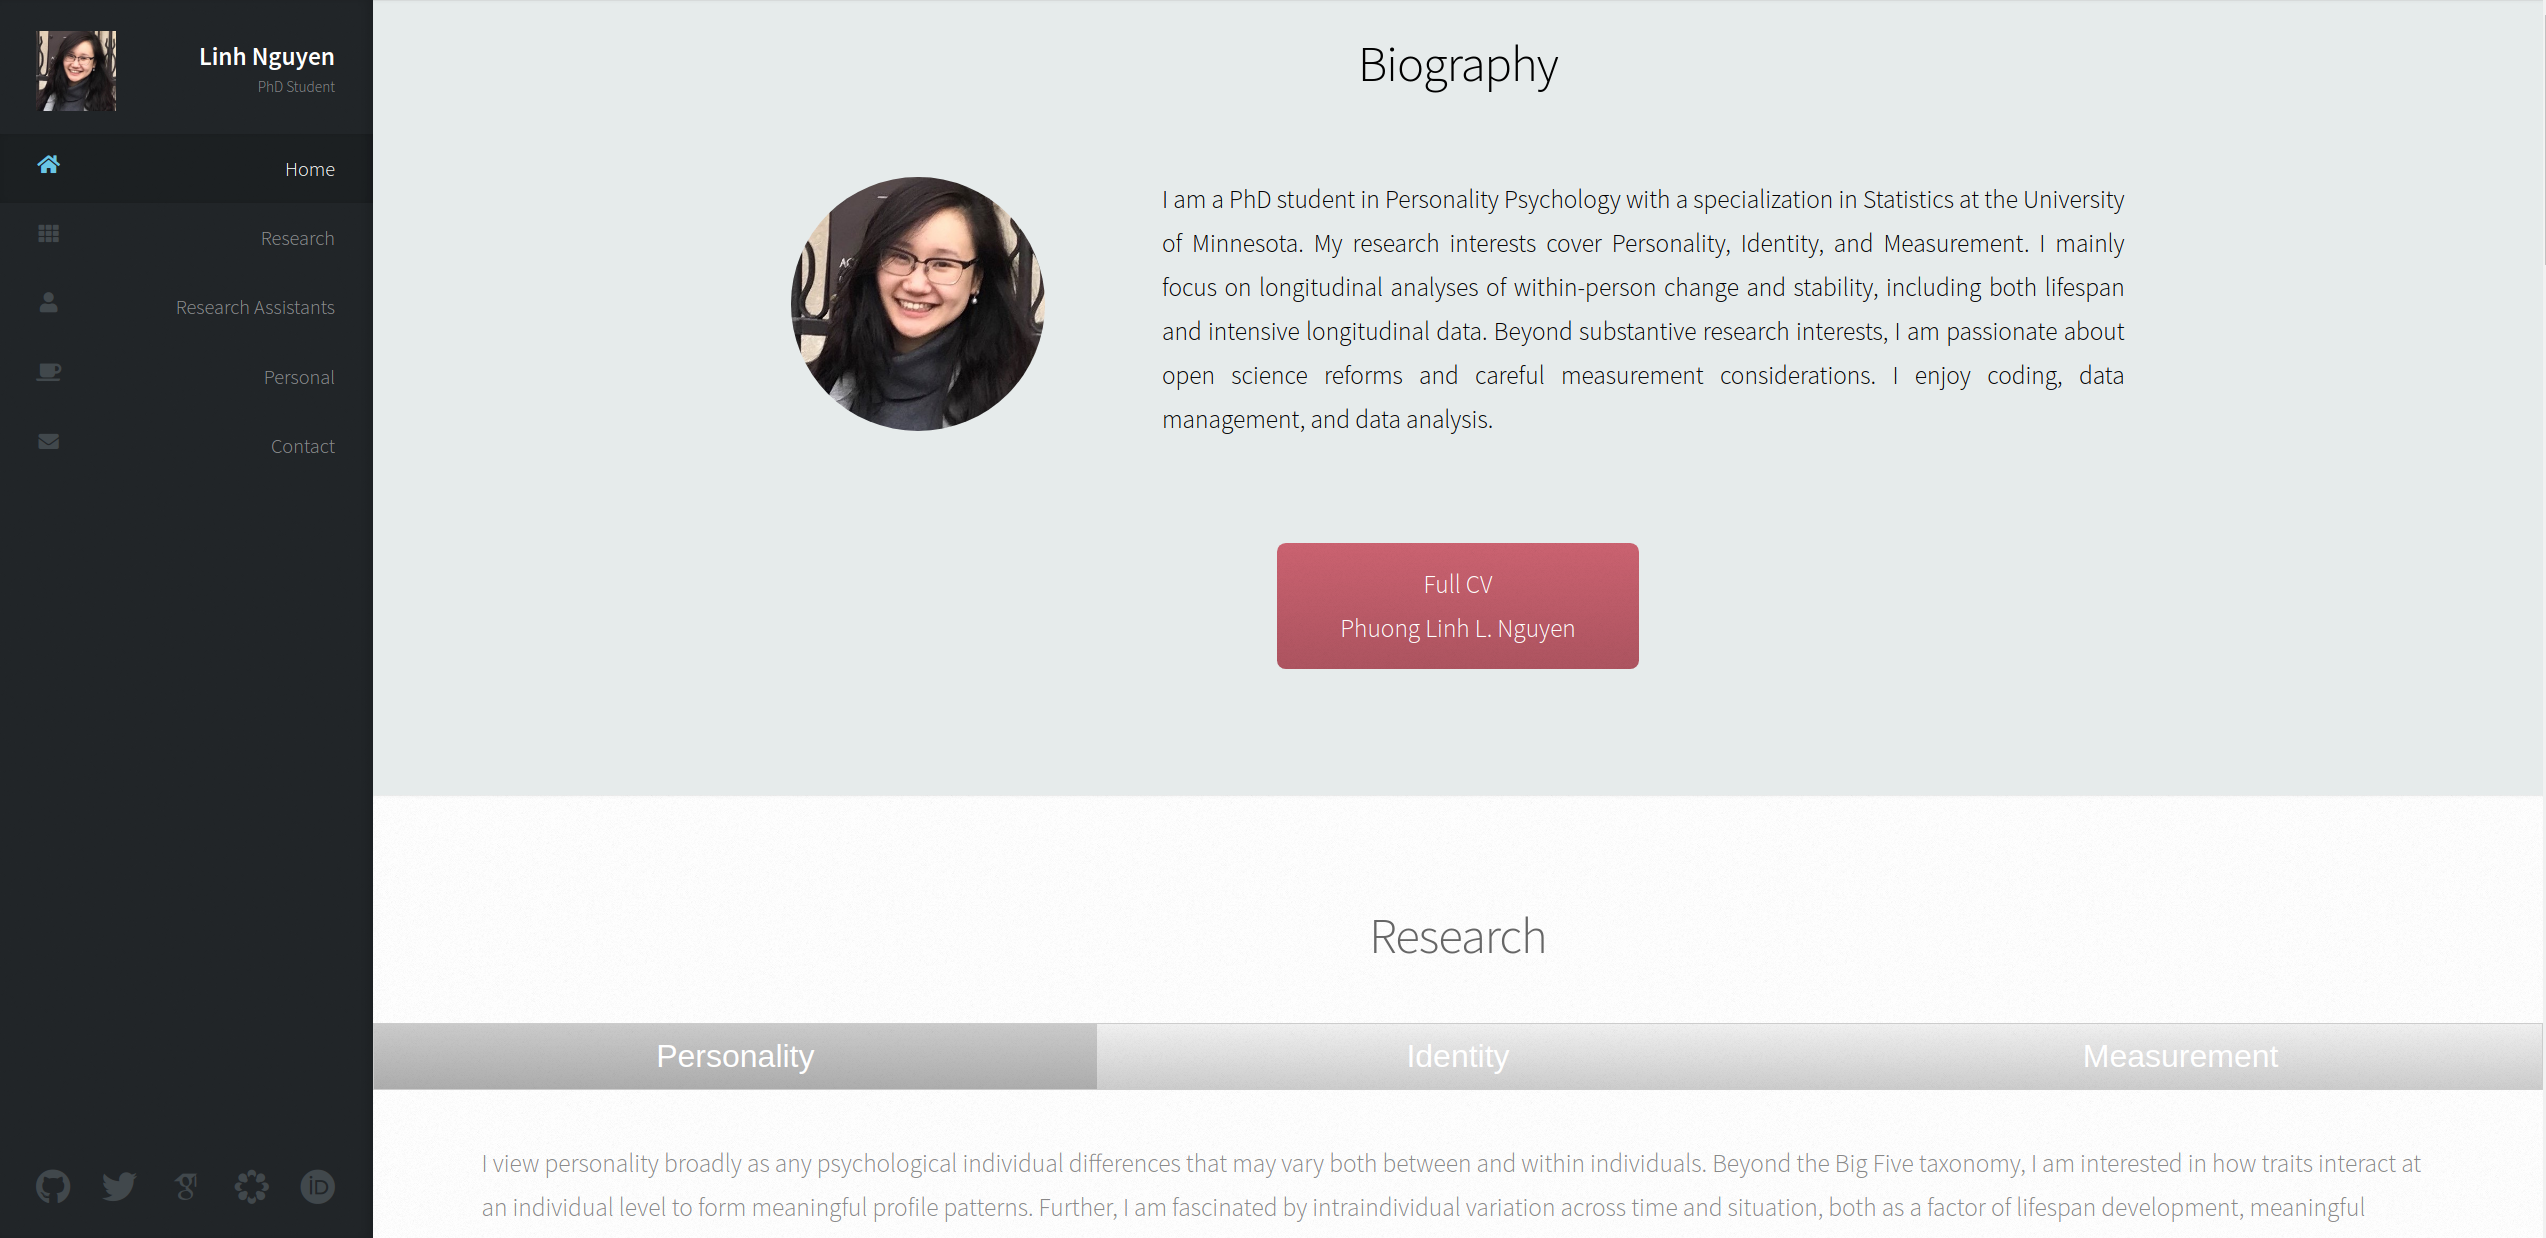 Linh Nguyen
PhD Student
Home
Research
Research Assistants
Personal
Contact
Biography
I am a PhD student in Personality Psychology with a specialization in Statistics at the University
of Minnesota. My research interests cover Personality, Identity, and Measurement. I mainly
focus on longitudinal analyses of within-person change and stability, including both lifespan
and intensive longitudinal data. Beyond substantive research interests, I am passionate about
open science reforms and careful measurement considerations. I enjoy coding, data
management, and data analysis.
Full CV
Phuong Linh L. Nguyen
Research
Personality
Identity
Measurement
I view personality broadly as any psychological individual differences that may vary both between and within individuals. Beyond the Big Five taxonomy, I am interested in how traits interact at
an individual level to form meaningful profile patterns. Further, I am fascinated by intraindividual variation across time and situation, both as a factor of lifespan development, meaningful